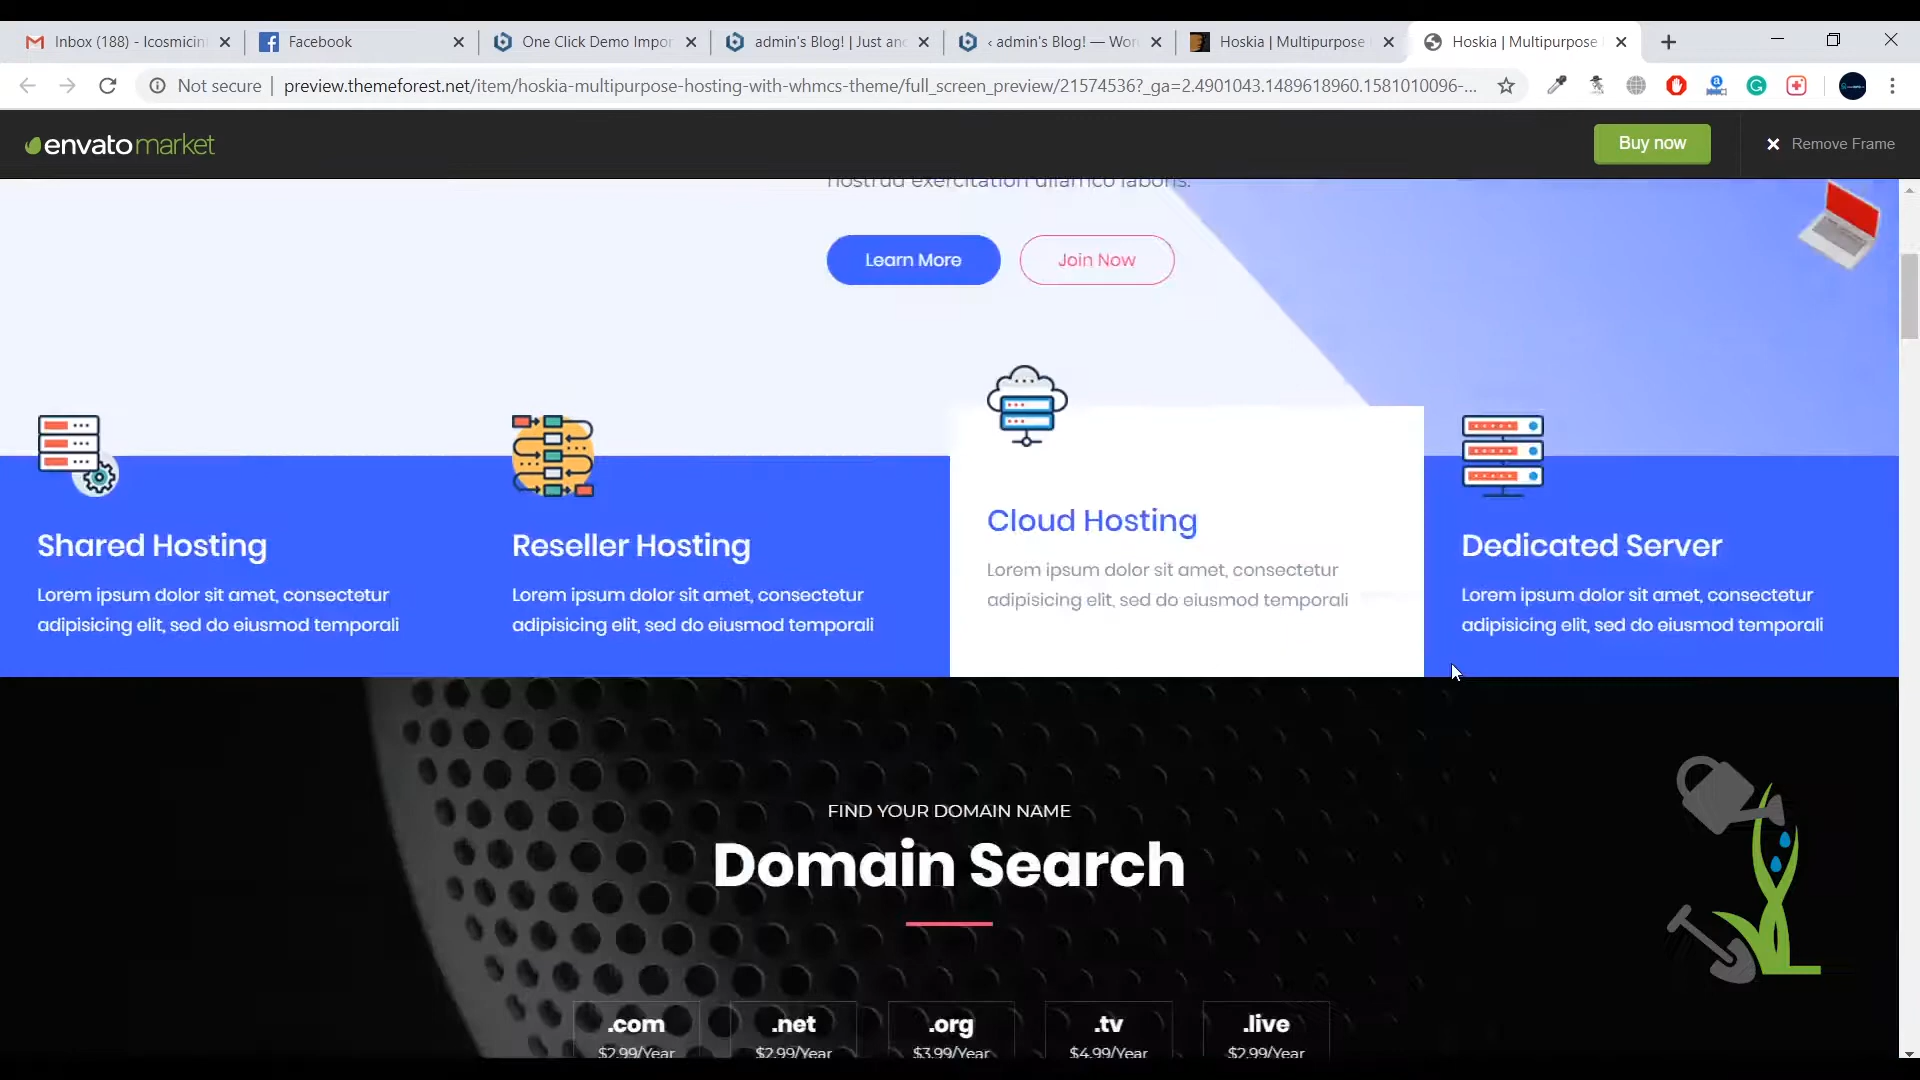 Inbox (188) - Icosmicin
Facebook
One Click Demo Impor
admin's Blog! | Just an
‹ admin's Blog! — Wor
Hoskia | Multipurpose
Hoskia | Multipurpose
Not secure
preview.themeforest.net/item/hoskia-multipurpose-hosting-with-whmcs-theme/full_screen_preview/21574536?_ga=2.4901043.1489618960.1581010096-...
envatomarket
Buy now
Remove Frame
nostrud exercitation ullamco laboris.
Learn More
Join Now
Shared Hosting
Lorem ipsum dolor sit amet, consectetur
adipisicing elit, sed do eiusmod temporali
Reseller Hosting
Lorem ipsum dolor sit amet, consectetur
adipisicing elit, sed do eiusmod temporali
Cloud Hosting
Lorem ipsum dolor sit amet, consectetur
adipisicing elit, sed do eiusmod temporali
Dedicated Server
Lorem ipsum dolor sit amet, consectetur
adipisicing elit, sed do eiusmod temporali
FIND YOUR DOMAIN NAME
Domain Search
.com
$2.99/Year
.net
$2.99/Year
.org
$3.99/Year
.tv
$4.99/Year
.live
$2.99/Year